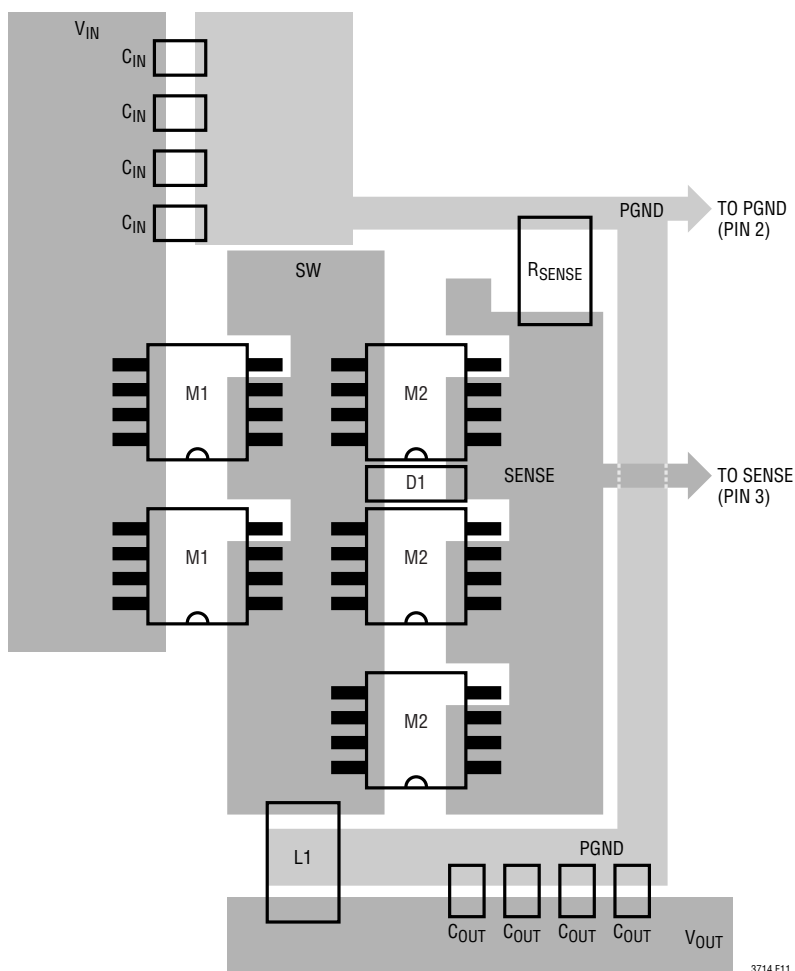 VIN
CIN
CIN
CIN
CIN
PGND
TO PGND
(PIN 2)
SW
RSENSE
M1
M2
D1
SENSE
TO SENSE
(PIN 3)
M1
M2
M2
L1
PGND
COUT
COUT
COUT
COUT
VOUT
3714 F11